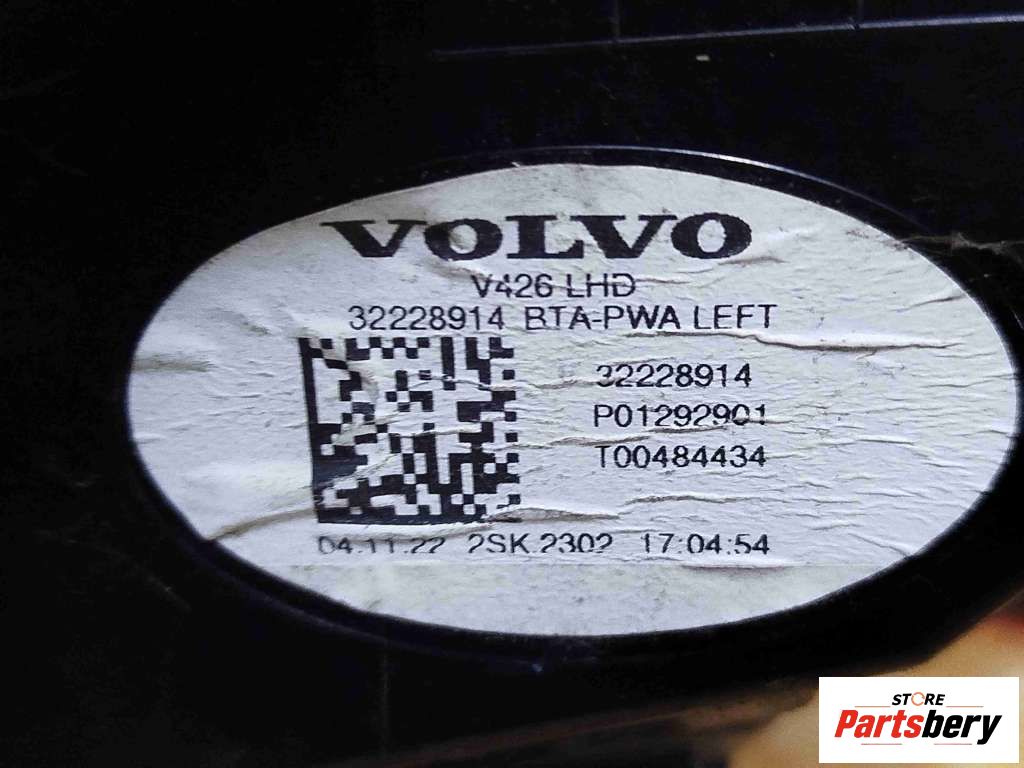 VOLVO
V426 LHD
32228914 BTA-PWA LEFT
32228914
P01292901
T00484434
04.11.22 2SK.2302 17:04:54
STORE
Partsbery